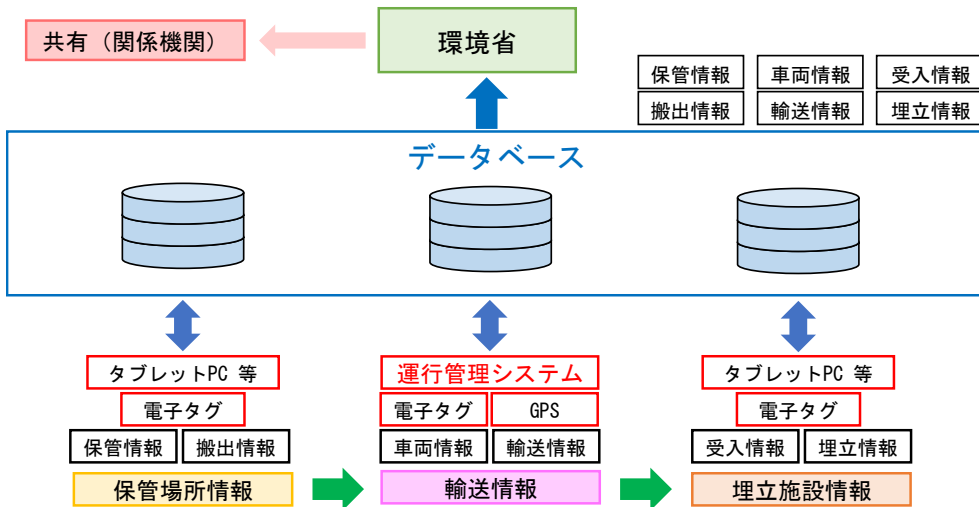 共有（関係機関）
環境省
保管情報 車両情報 受入情報
搬出情報 輸送情報 埋立情報
データベース
タブレットPC 等 運行管理システム タブレットPC 等
電子タグ 電子タグ GPS 電子タグ
保管情報 搬出情報 車両情報 輸送情報 受入情報 埋立情報
保管場所情報 輸送情報 埋立施設情報